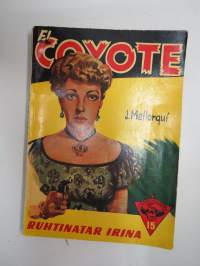 El
COYOTE
J. Mallorquí
15
RUHTINATAR IRINA